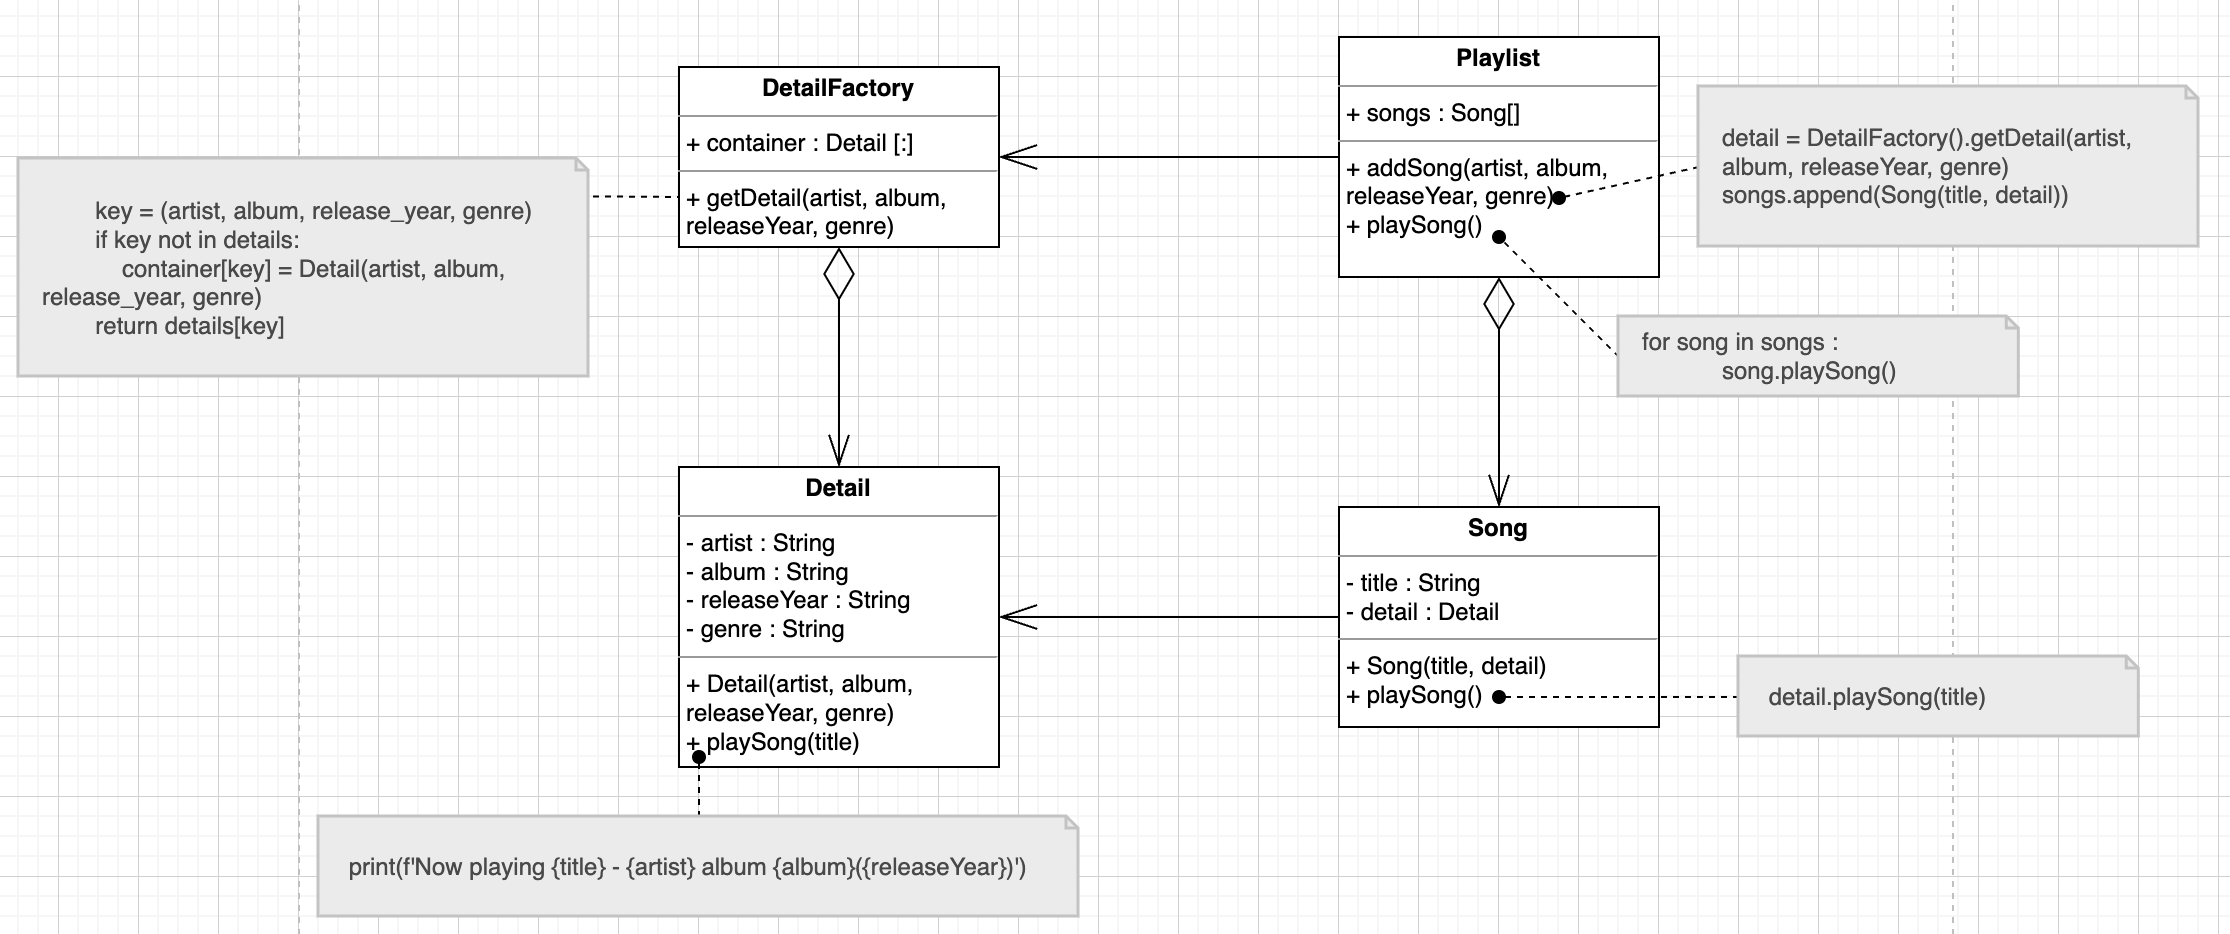 DetailFactory
+ container : Detail [:]
+ getDetail(artist, album,
releaseYear, genre)
key = (artist, album, release_year, genre)
if key not in details:
container[key] = Detail(artist, album,
release_year, genre)
return details[key]
Playlist
+ songs : Song[]
+ addSong(artist, album,
releaseYear, genre)
+ playSong()
detail = DetailFactory().getDetail(artist,
album, releaseYear, genre)
songs.append(Song(title, detail))
for song in songs :
song.playSong()
Detail
- artist : String
- album : String
- releaseYear : String
- genre : String
+ Detail(artist, album,
releaseYear, genre)
+ playSong(title)
Song
- title : String
- detail : Detail
+ Song(title, detail)
+ playSong()
detail.playSong(title)
print(f'Now playing {title} - {artist} album {album}({releaseYear})')